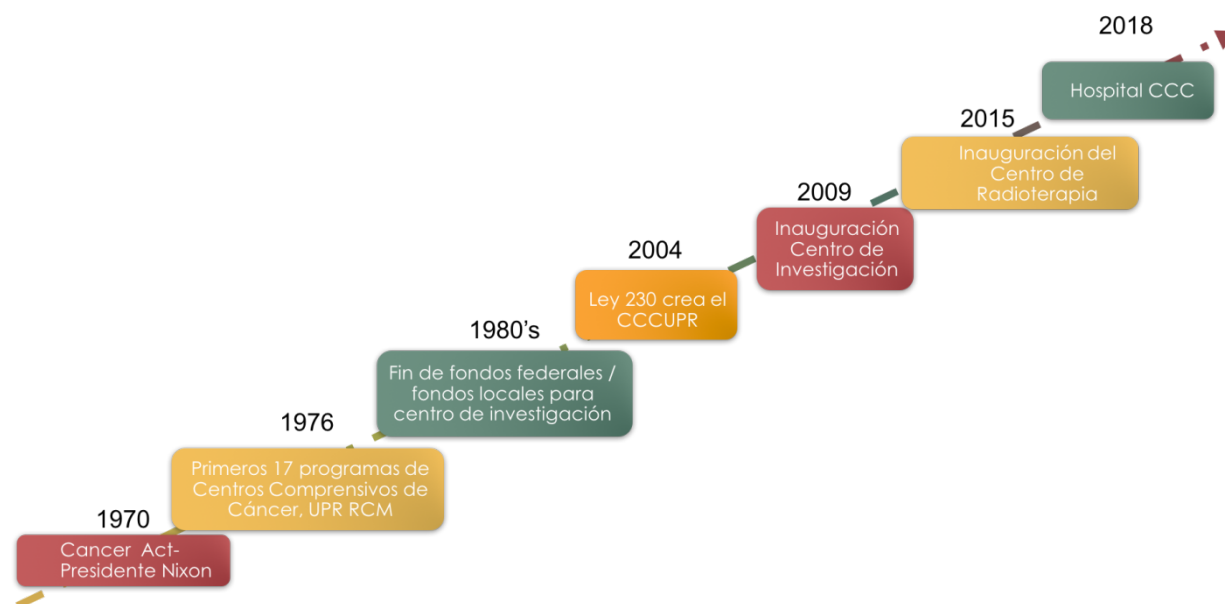 2018
Hospital CCC
2015
Inauguración del
Centro de
Radioterapia
2009
Inauguración
Centro de
Investigación
2004
Ley 230 crea el
CCCUPR
1980's
Fin de fondos federales /
fondos locales para
centro de investigación
1976
Primeros 17 programas de
Centros Comprensivos de
Cáncer, UPR RCM
1970
Cancer Act-
Presidente Nixon